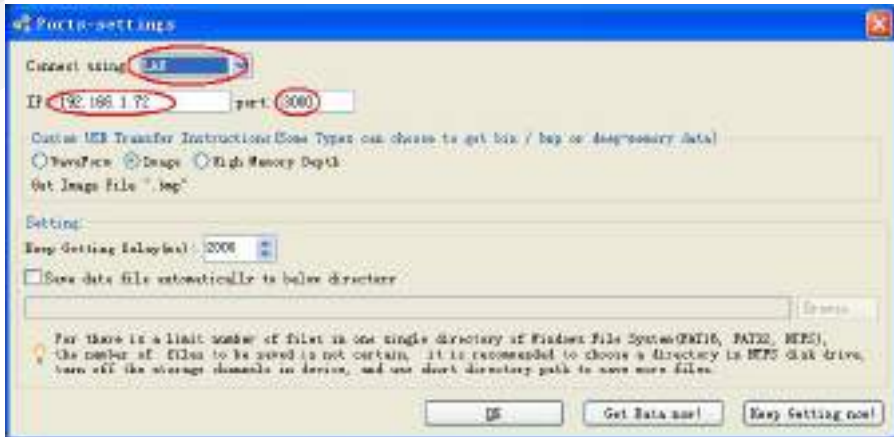 Ports-settings
Connect using: LAN
IP: 192.168.1.72 port: 3000
Custom USB Transfer Instructions(Some Types can choose to get bin / bmp or deep-memory data)
WaveForm Image High Memory Depth
Get Image File ".bmp"
Setting:
Keep Getting Delay(ms): 2000
Save data file automatically to below directory
Browse
For there is a limit number of files in one single directory of Windows File System(FAT16, FAT32, NTFS),
the number of files to be saved is not certain, it is recommended to choose a directory in NTFS disk drive,
turn off the storage channels in device, and use short directory path to save more files.
OK Get Data now! Keep Getting now!